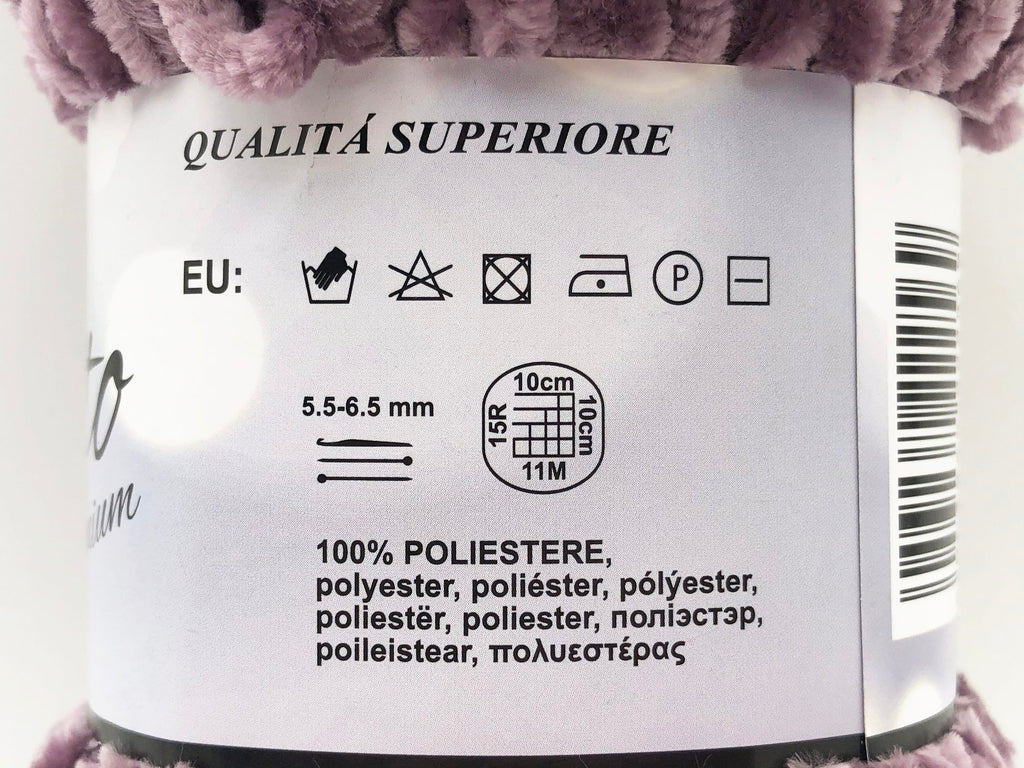 QUALITÁ SUPERIORE
EU:
P
5.5-6.5 mm
10cm
15R
10cm
11M
100% POLIESTERE,
polyester, poliéster, pólýester,
poliestër, poliester, поліэстэр,
poileistear, πολυεστέρας